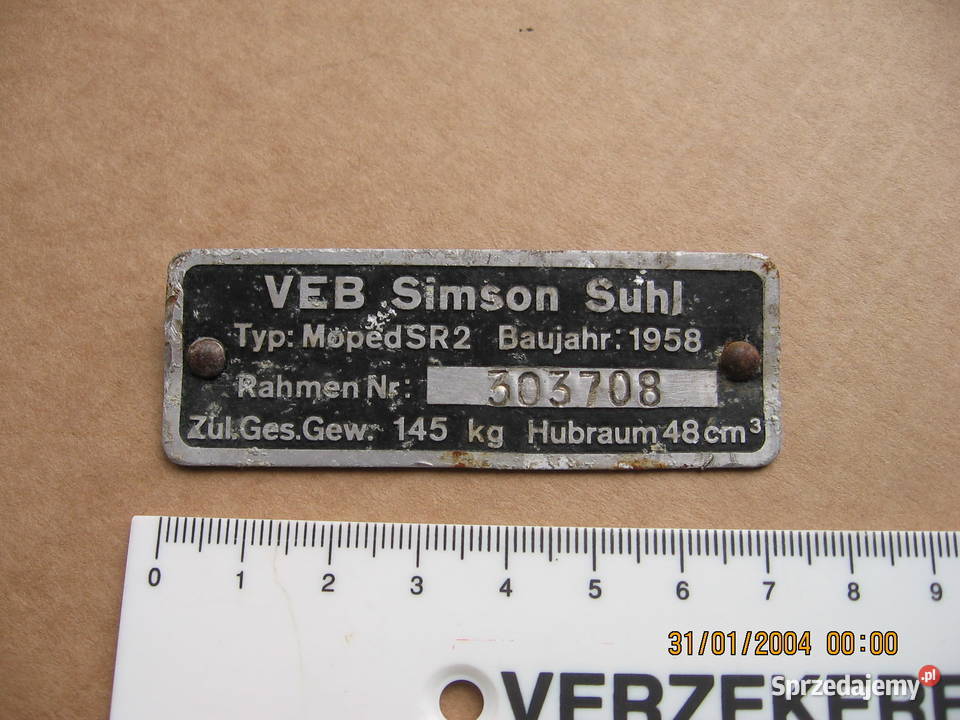 VEB Simson Suhl
Typ: Moped SR2 Baujahr: 1958
Rahmen Nr.: 303708
Zul.Ges.Gew. 145 kg Hubraum 48 cm³
0 1 2 3 4 5 6 7 8 9
31/01/2004 00:00
VERZEKERE
Sprzedajemy.pl